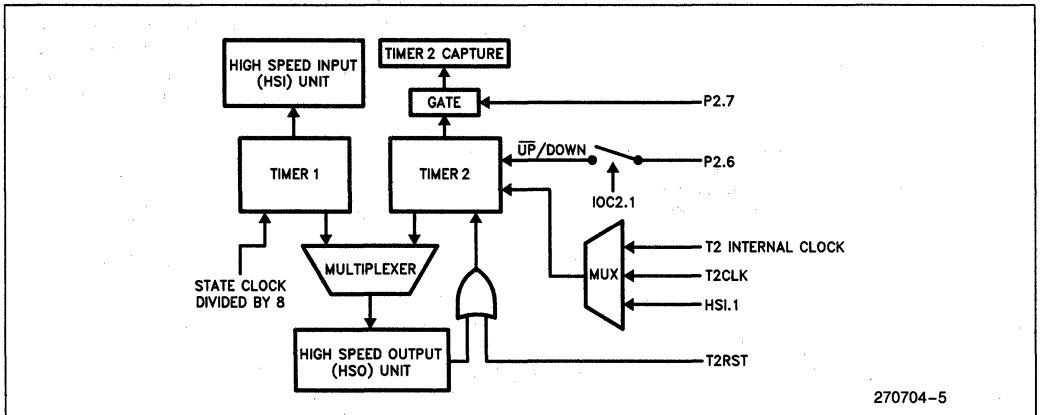 HIGH SPEED INPUT
(HSI) UNIT
TIMER 2 CAPTURE
GATE
P2.7
TIMER 1
TIMER 2
U̅P̅/DOWN
P2.6
IOC2.1
MULTIPLEXER
MUX
T2 INTERNAL CLOCK
T2CLK
HSI.1
STATE CLOCK
DIVIDED BY 8
HIGH SPEED OUTPUT
(HSO) UNIT
T2RST
270704-5